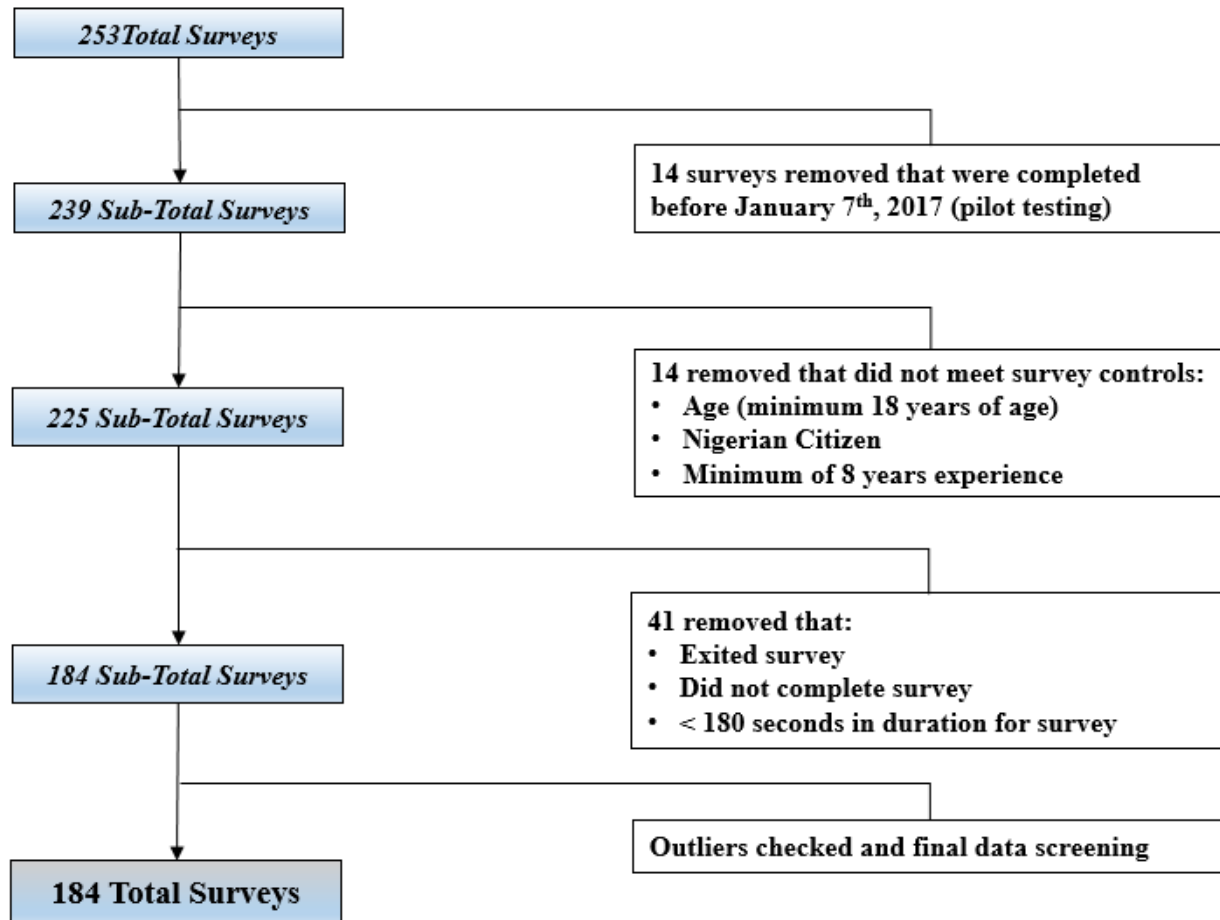 253Total Surveys
14 surveys removed that were completed
before January 7th, 2017 (pilot testing)
239 Sub-Total Surveys
14 removed that did not meet survey controls:
• Age (minimum 18 years of age)
• Nigerian Citizen
• Minimum of 8 years experience
225 Sub-Total Surveys
41 removed that:
• Exited survey
• Did not complete survey
• < 180 seconds in duration for survey
184 Sub-Total Surveys
Outliers checked and final data screening
184 Total Surveys